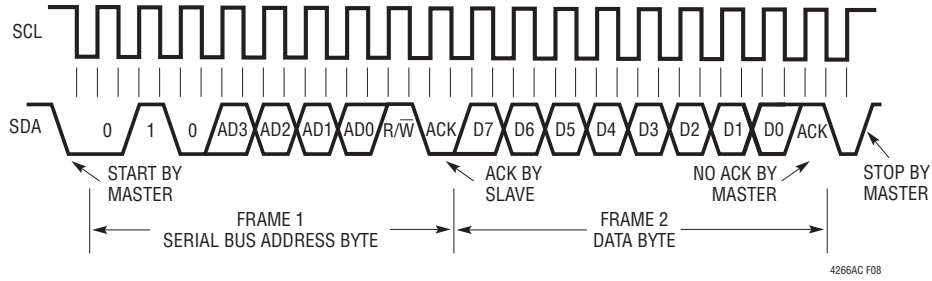 SCL
SDA
0 1 0 AD3 AD2 AD1 AD0 R/W̅ ACK D7 D6 D5 D4 D3 D2 D1 D0 ACK
START BY
MASTER
ACK BY
SLAVE
NO ACK BY
MASTER
STOP BY
MASTER
FRAME 1
SERIAL BUS ADDRESS BYTE
FRAME 2
DATA BYTE
4266AC F08